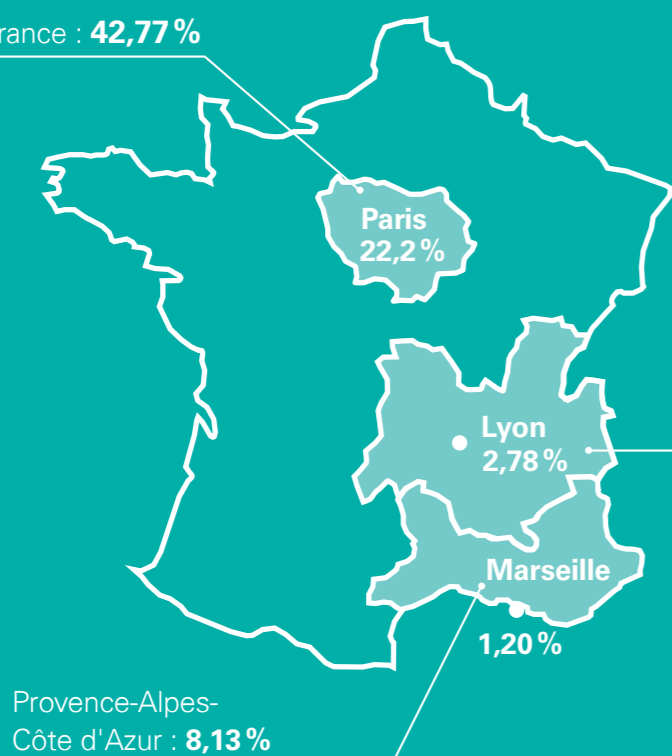 rance : 42,77 %
Paris
22,2 %
Lyon
2,78 %
Marseille
1,20 %
Provence-Alpes-
Côte d'Azur : 8,13 %